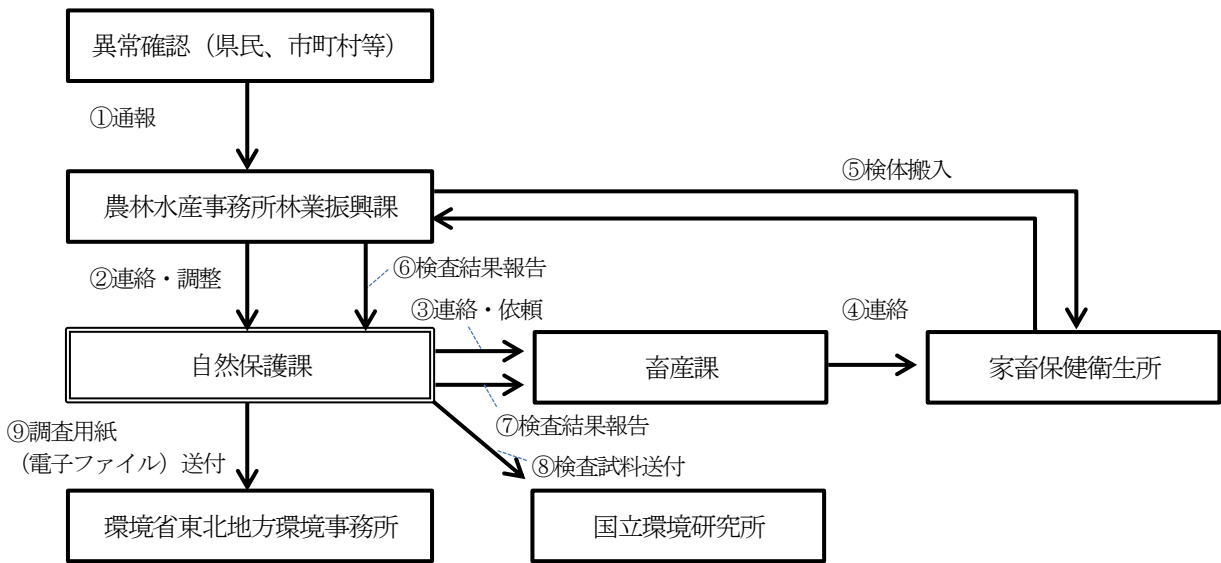 異常確認（県民、市町村等）
①通報
⑤検体搬入
農林水産事務所林業振興課
②連絡・調整
⑥検査結果報告
③連絡・依頼
④連絡
自然保護課
畜産課
家畜保健衛生所
⑦検査結果報告
⑨調査用紙
（電子ファイル）送付
⑧検査試料送付
環境省東北地方環境事務所
国立環境研究所